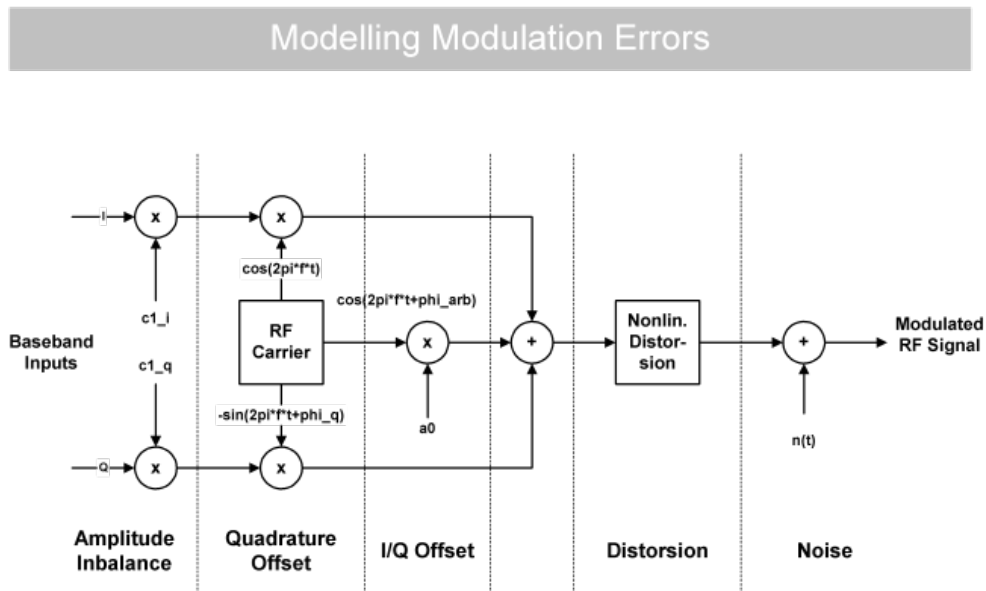 Modelling Modulation Errors
I
x
x
cos(2pi*f*t)
c1_i
cos(2pi*f*t+phi_arb)
Baseband
Inputs
RF
Carrier
x
+
Nonlin.
Distor-
sion
+
Modulated
RF Signal
c1_q
-sin(2pi*f*t+phi_q)
a0
n(t)
Q
x
x
Amplitude
Inbalance
Quadrature
Offset
I/Q Offset
Distorsion
Noise